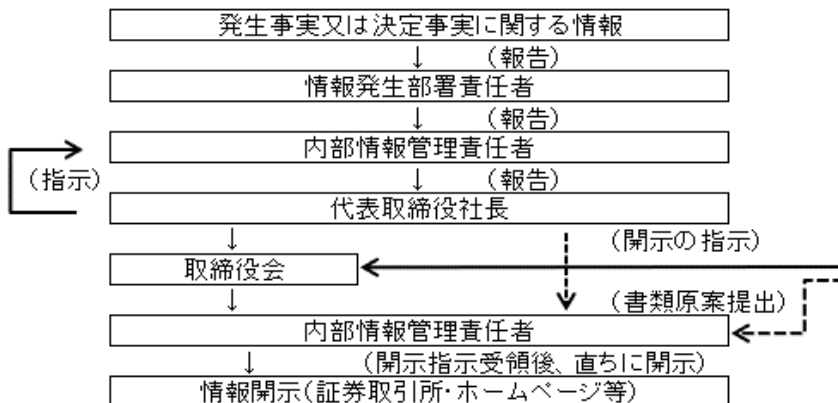 発生事実又は決定事実に関する情報
↓ （報告）
情報発生部署責任者
↓ （報告）
内部情報管理責任者
（指示） ↓ （報告）
代表取締役社長
↓ （開示の指示）
取締役会
↓ （書類原案提出）
内部情報管理責任者
↓ （開示指示受領後、直ちに開示）
情報開示（証券取引所・ホームページ等）